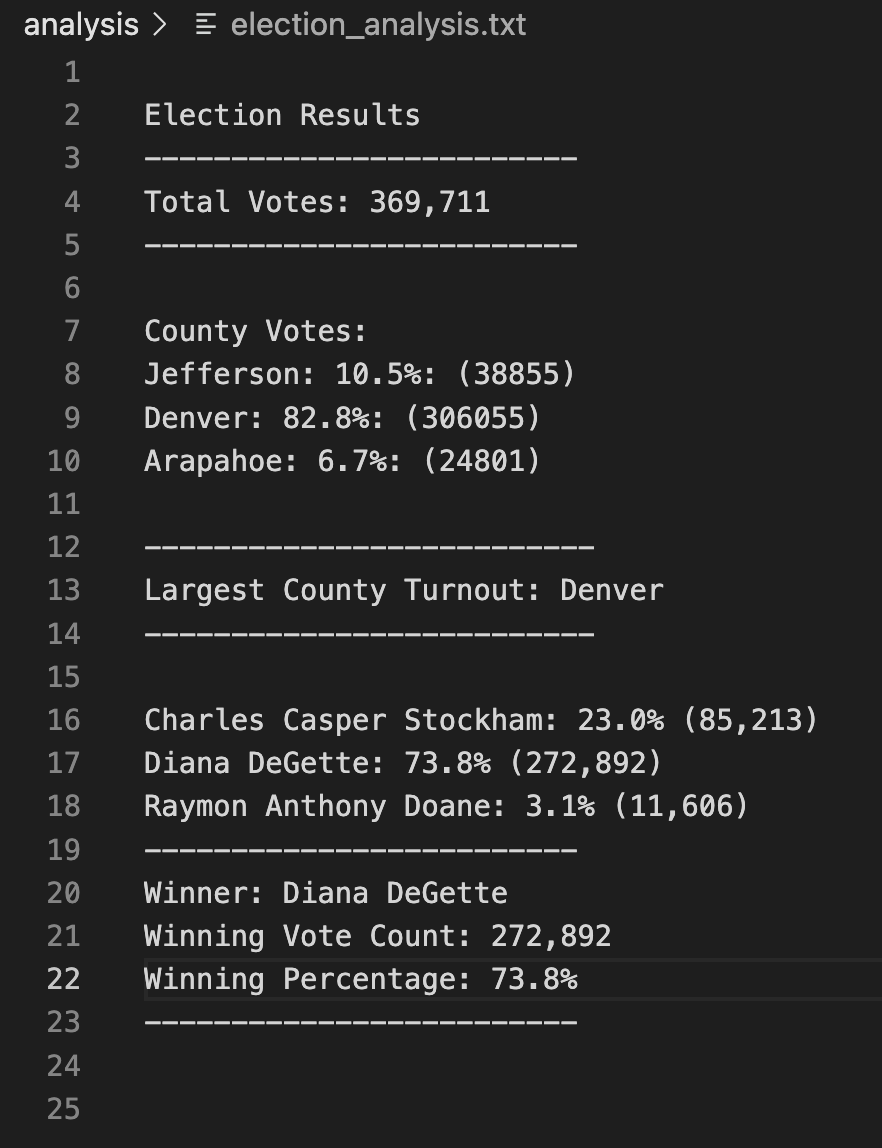 analysis > election_analysis.txt
1
2 Election Results
3 -------------------------
4 Total Votes: 369,711
5 -------------------------
6
7 County Votes:
8 Jefferson: 10.5%: (38855)
9 Denver: 82.8%: (306055)
10 Arapahoe: 6.7%: (24801)
11
12 --------------------------
13 Largest County Turnout: Denver
14 --------------------------
15
16 Charles Casper Stockham: 23.0% (85,213)
17 Diana DeGette: 73.8% (272,892)
18 Raymon Anthony Doane: 3.1% (11,606)
19 -------------------------
20 Winner: Diana DeGette
21 Winning Vote Count: 272,892
22 Winning Percentage: 73.8%
23 -------------------------
24
25